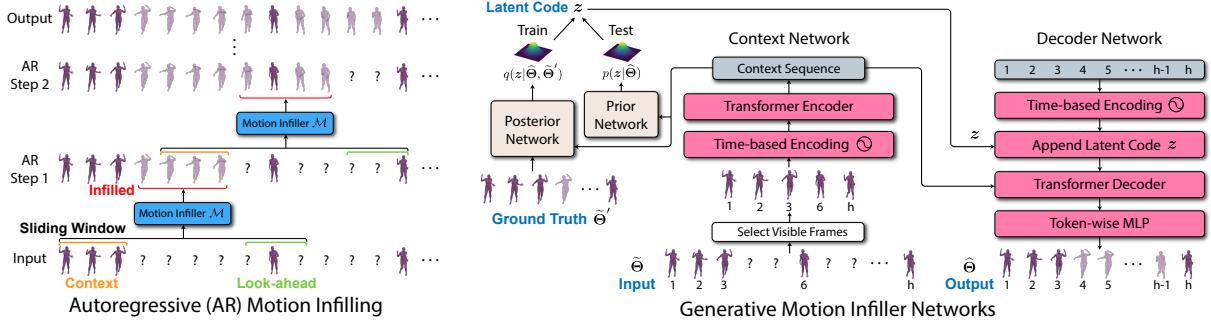 Output
⋮
AR
Step 2
? ?
···
Motion Infiller ℳ
AR
Step 1
? ? ? ? ?
···
Infilled
Motion Infiller ℳ
Sliding Window
Input
? ? ? ? ? ? ?
···
Context
Look-ahead
Autoregressive (AR) Motion Infilling
Latent Code z
Train
Test
q(z|Θ̂, Θ̃′)
p(z|Θ̂)
Posterior
Network
Prior
Network
···
Ground Truth Θ̃′
Context Network
Context Sequence
Transformer Encoder
Time-based Encoding
1 2 3 6 h
Select Visible Frames
Θ̃
Input
? ? ? ? ···
1 2 3 6 h
z
Decoder Network
1 2 3 4 5 ··· h-1 h
Time-based Encoding
Append Latent Code z
Transformer Decoder
Token-wise MLP
Θ̂
Output
···
1 2 3 4 5 h-1 h
Generative Motion Infiller Networks